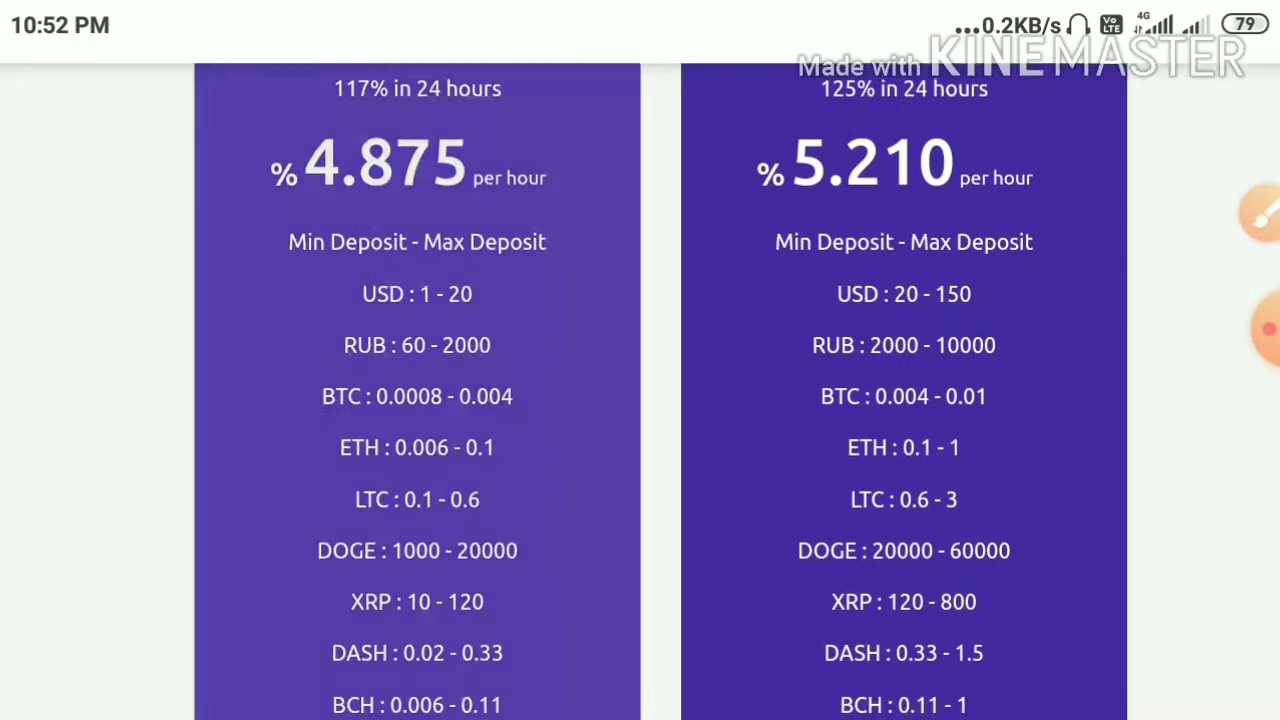 10:52 PM
...0.2KB/s Vo LTE 4G 79
Made with KINEMASTER
117% in 24 hours
% 4.875 per hour
Min Deposit - Max Deposit
USD : 1 - 20
RUB : 60 - 2000
BTC : 0.0008 - 0.004
ETH : 0.006 - 0.1
LTC : 0.1 - 0.6
DOGE : 1000 - 20000
XRP : 10 - 120
DASH : 0.02 - 0.33
BCH : 0.006 - 0.11
125% in 24 hours
% 5.210 per hour
Min Deposit - Max Deposit
USD : 20 - 150
RUB : 2000 - 10000
BTC : 0.004 - 0.01
ETH : 0.1 - 1
LTC : 0.6 - 3
DOGE : 20000 - 60000
XRP : 120 - 800
DASH : 0.33 - 1.5
BCH : 0.11 - 1